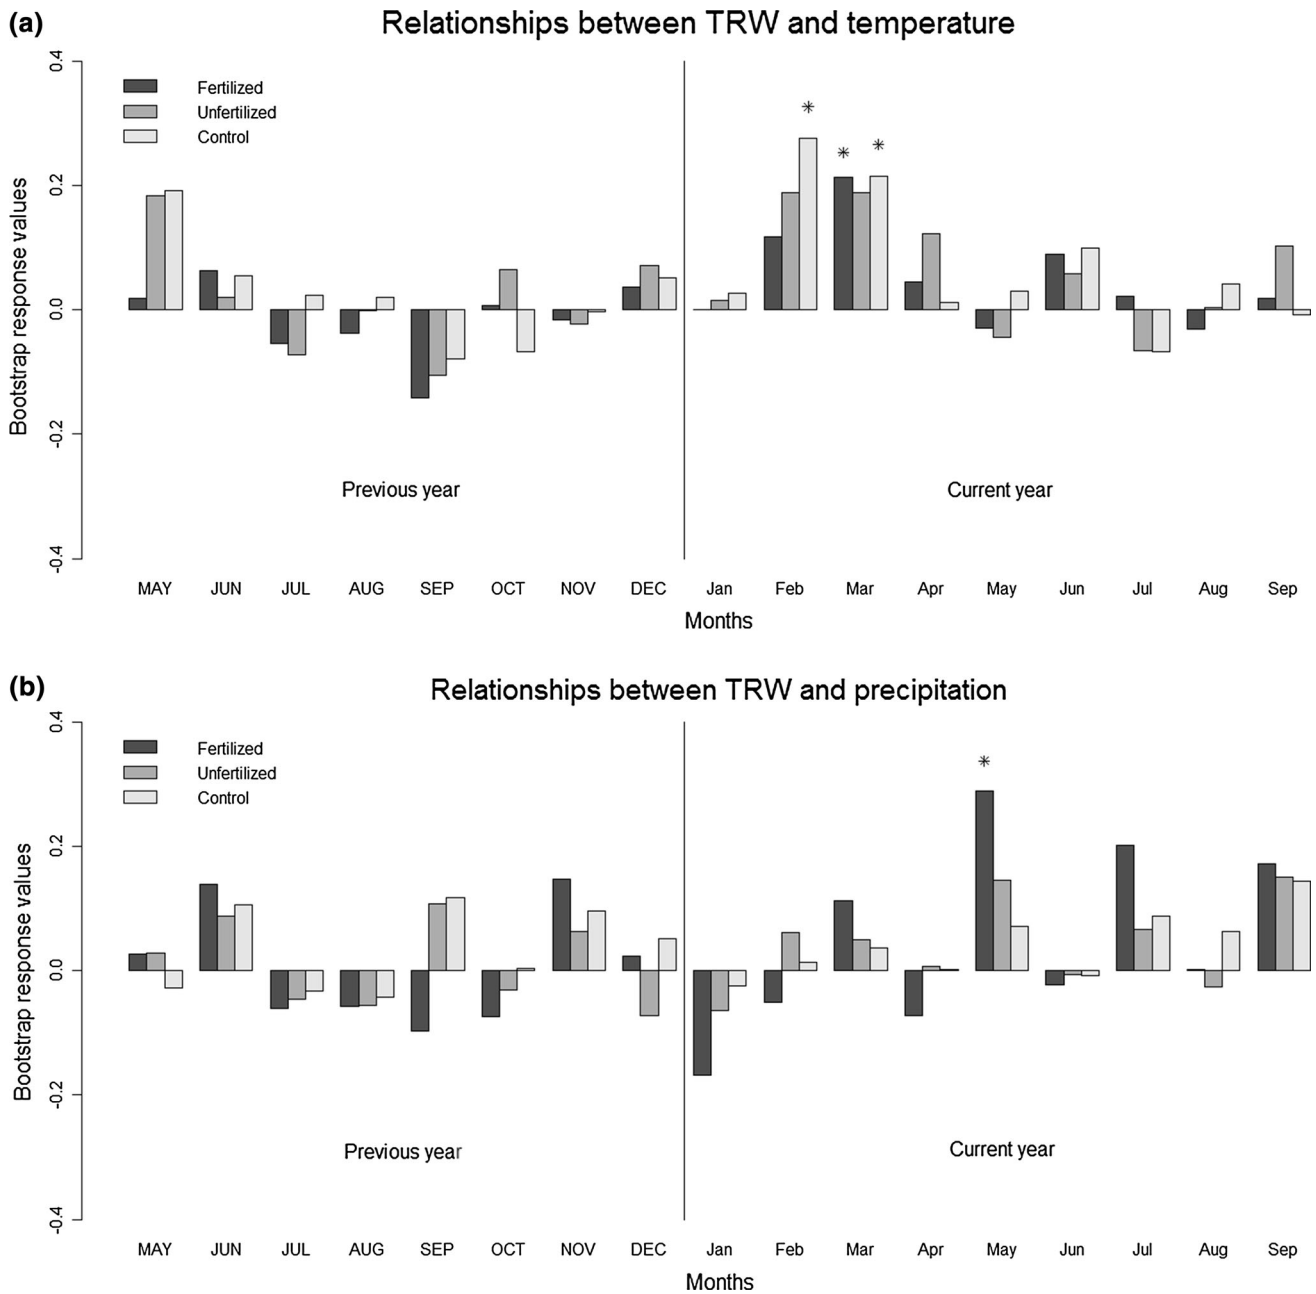 (a)
Relationships between TRW and temperature
Bootstrap response values
0.4
0.2
0.0
-0.2
-0.4
Fertilized
Unfertilized
Control
*
*
*
Previous year
Current year
MAY JUN JUL AUG SEP OCT NOV DEC Jan Feb Mar Apr May Jun Jul Aug Sep
Months
(b)
Relationships between TRW and precipitation
Bootstrap response values
0.4
0.2
0.0
-0.2
-0.4
Fertilized
Unfertilized
Control
*
Previous year
Current year
MAY JUN JUL AUG SEP OCT NOV DEC Jan Feb Mar Apr May Jun Jul Aug Sep
Months